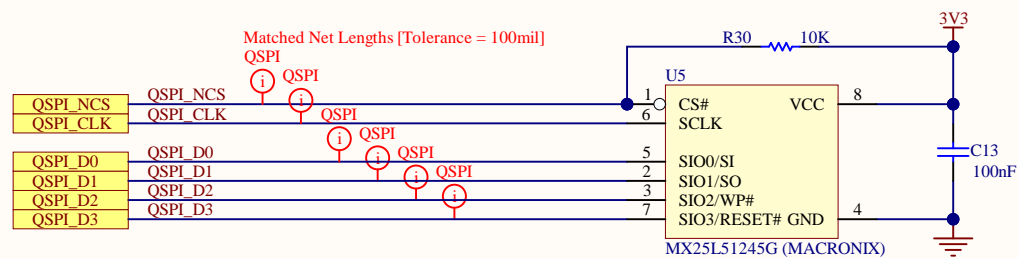 3V3
R30 10K
Matched Net Lengths [Tolerance = 100mil]
QSPI
QSPI
U5
QSPI_NCS QSPI_NCS 1 CS# VCC 8
QSPI_CLK QSPI_CLK 6 SCLK
QSPI
QSPI
QSPI_D0 QSPI_D0 5 SIO0/SI C13
QSPI
QSPI_D1 QSPI_D1 2 SIO1/SO 100nF
QSPI
QSPI_D2 QSPI_D2 3 SIO2/WP#
QSPI_D3 QSPI_D3 7 SIO3/RESET# GND 4
MX25L51245G (MACRONIX)
i
i
i
i
i
i